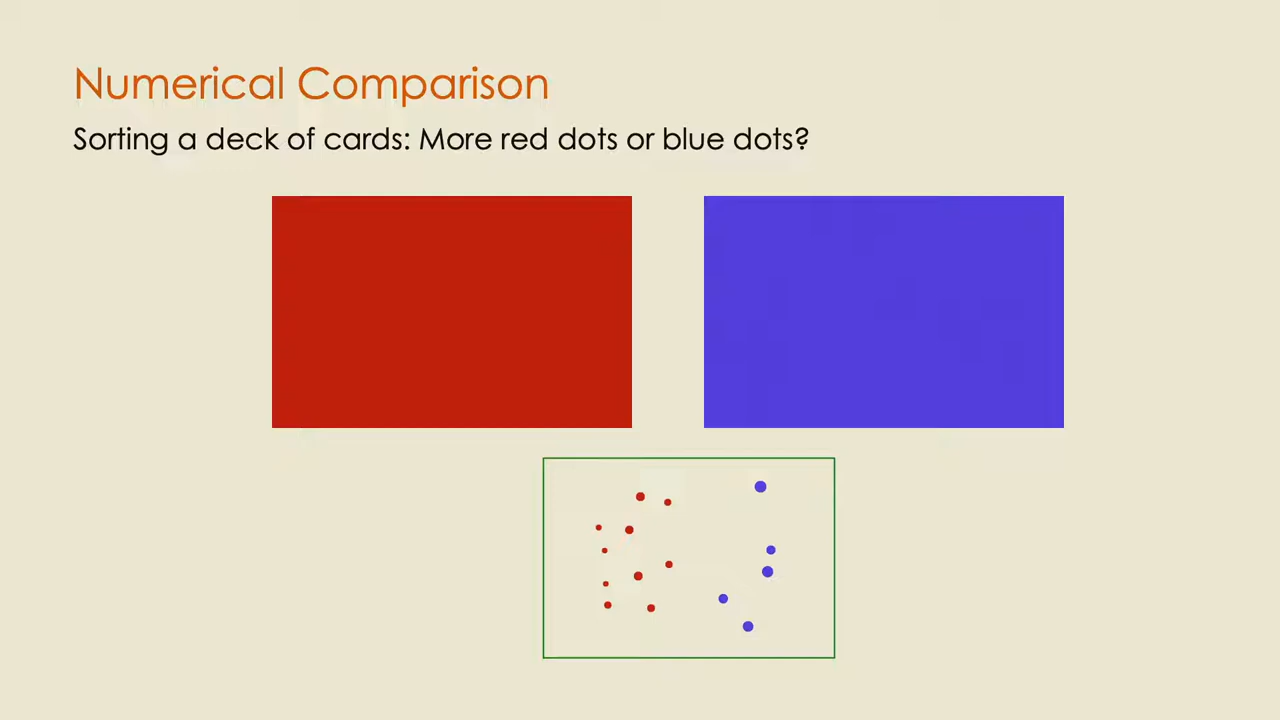 Numerical Comparison
Sorting a deck of cards: More red dots or blue dots?